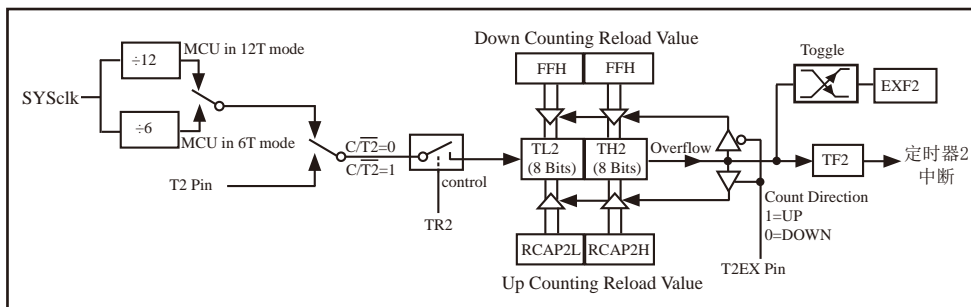 Down Counting Reload Value
Toggle
÷12
MCU in 12T mode
FFH
FFH
EXF2
SYSclk
÷6
MCU in 6T mode
C/T2=0
C/T2=1
TL2
(8 Bits)
TH2
(8 Bits)
Overflow
TF2
定时器2
中断
T2 Pin
control
TR2
Count Direction
1=UP
0=DOWN
RCAP2L
RCAP2H
T2EX Pin
Up Counting Reload Value